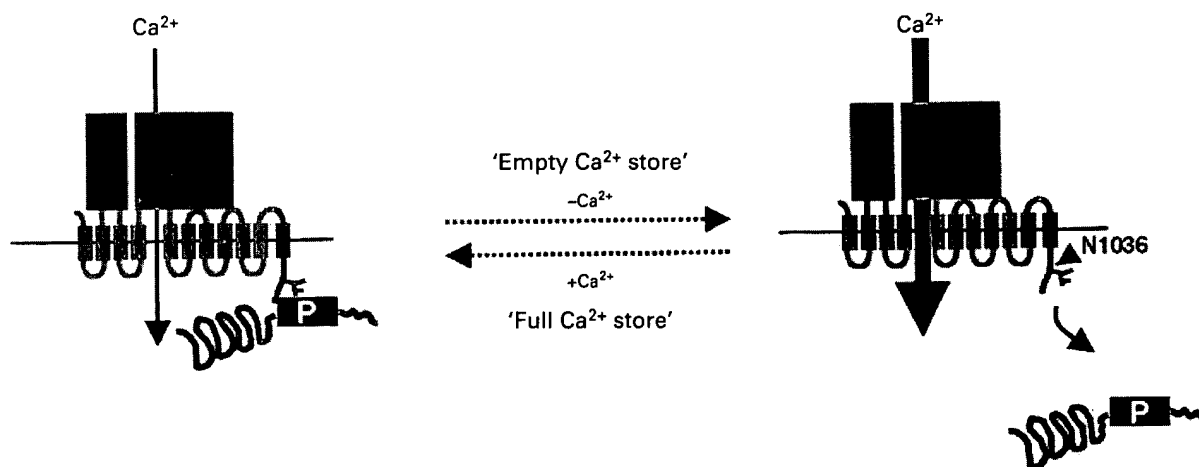 Ca²⁺
Ca²⁺
'Empty Ca²⁺ store'
–Ca²⁺
N1036
+Ca²⁺
'Full Ca²⁺ store'
P
P